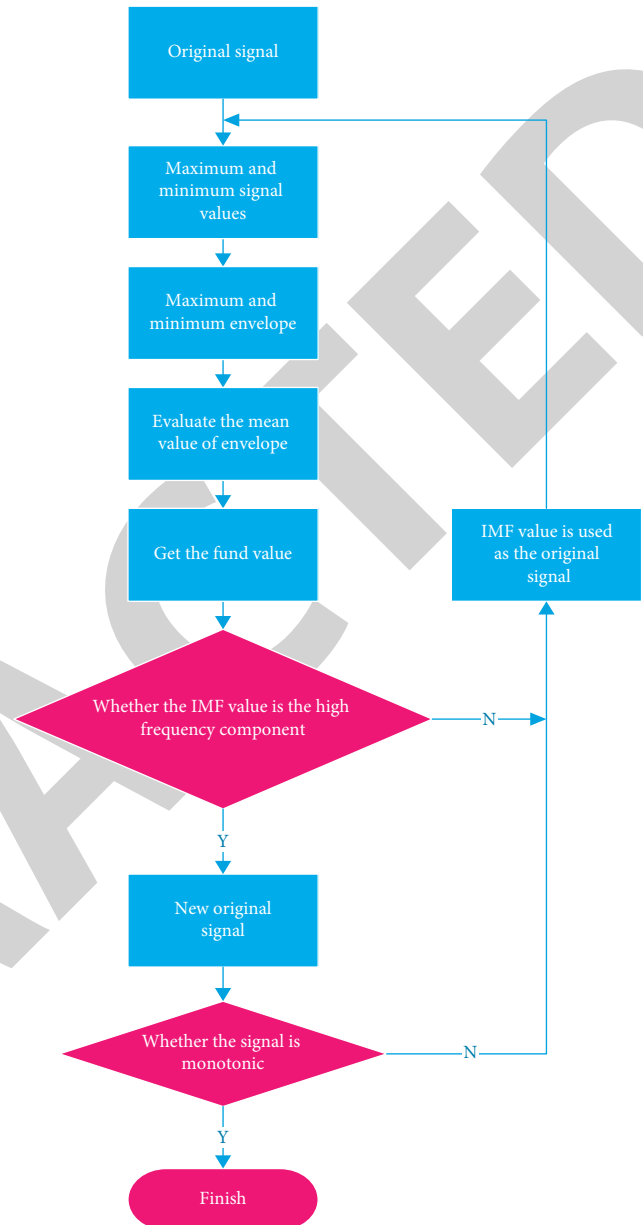 Original signal
Maximum and
minimum signal
values
Maximum and
minimum envelope
Evaluate the mean
value of envelope
Get the fund value
IMF value is used
as the original
signal
Whether the IMF value is the high
frequency component
N
Y
New original
signal
Whether the signal is
monotonic
N
Y
Finish